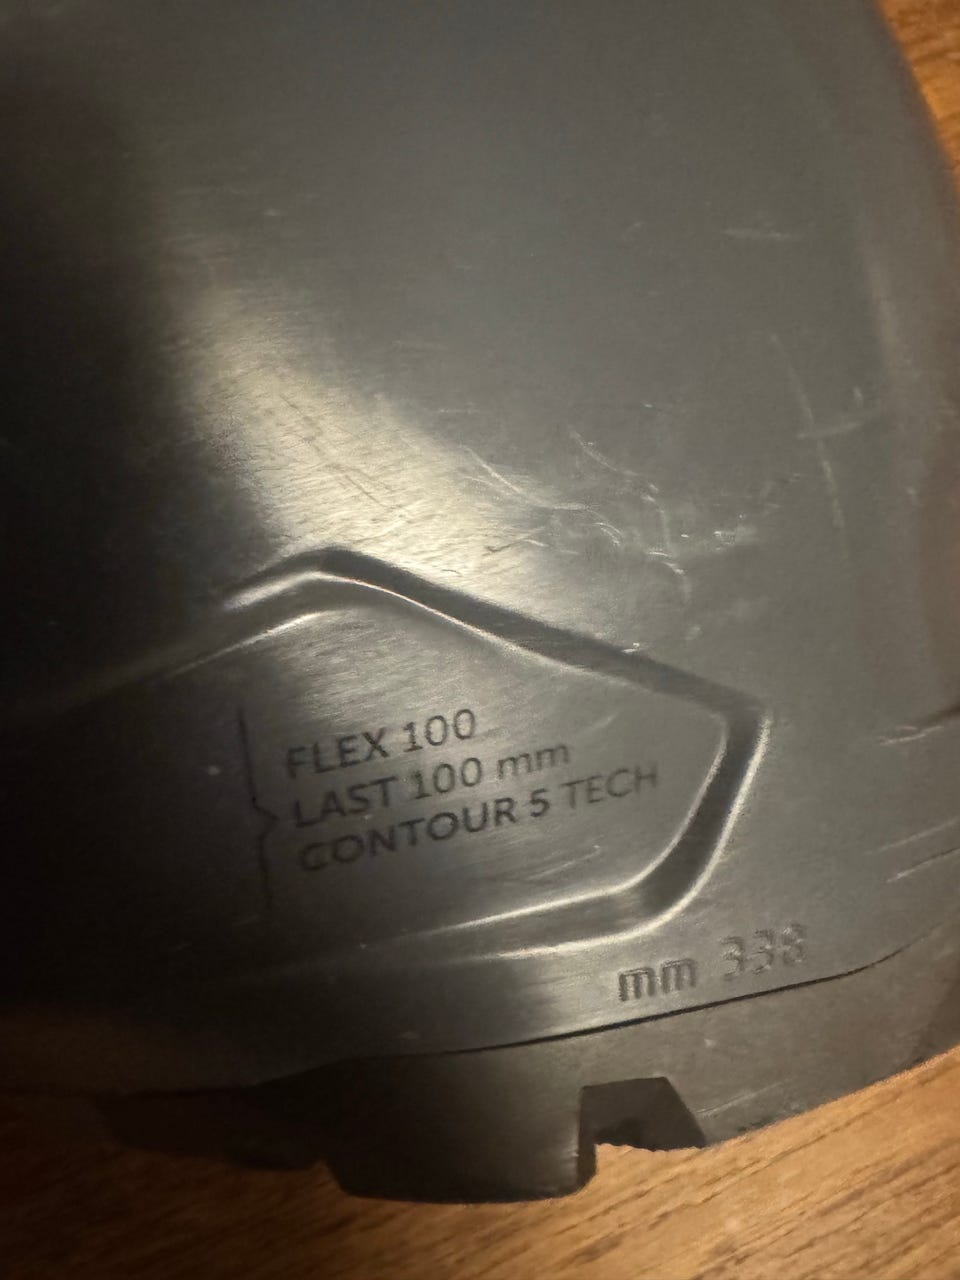 FLEX 100
LAST 100 mm
CONTOUR 5 TECH
mm 338